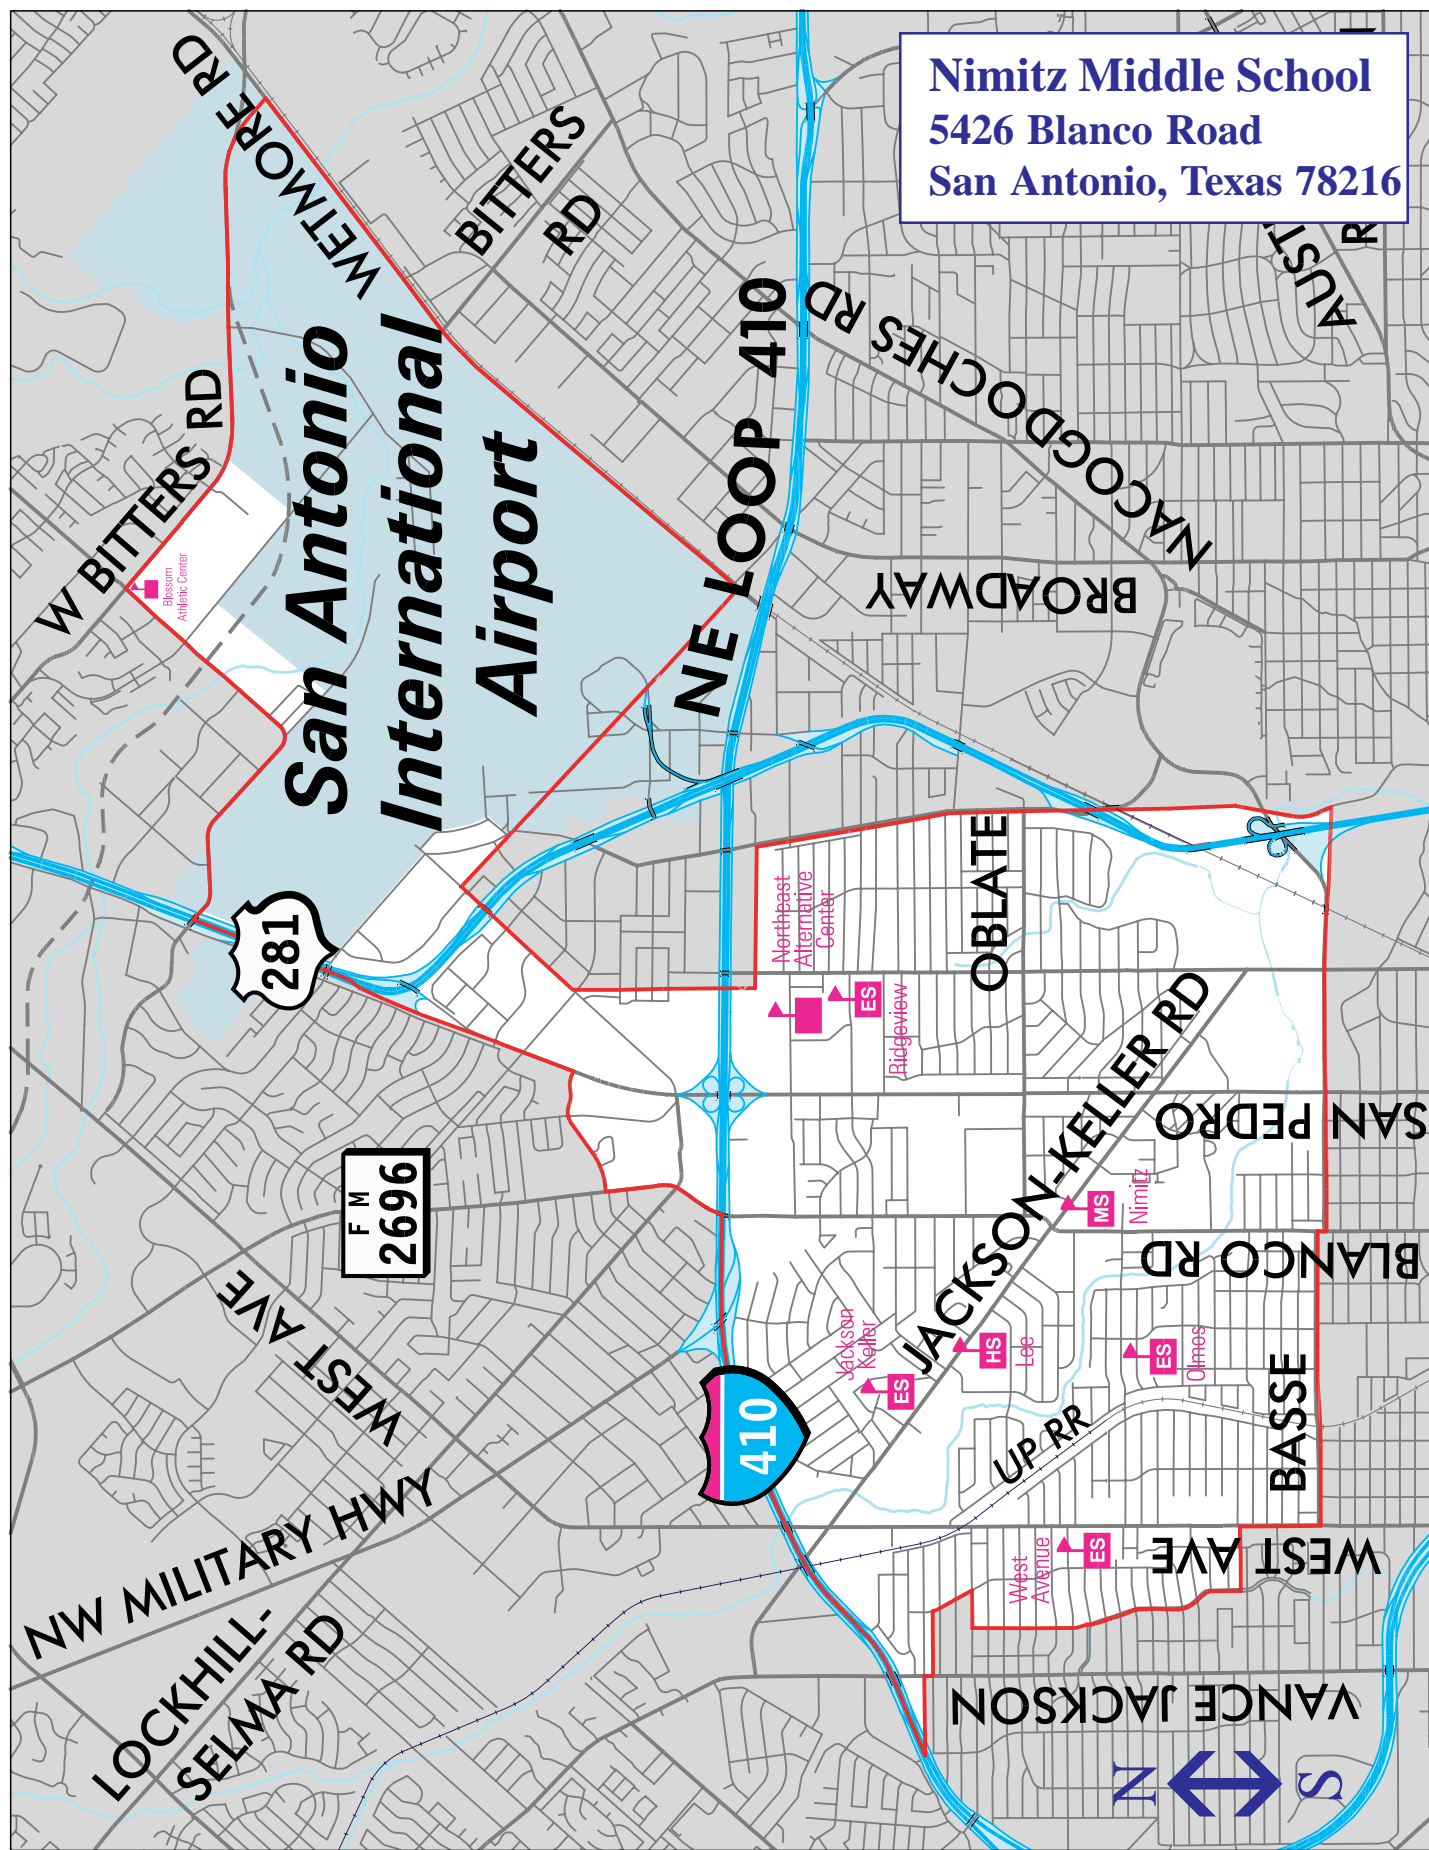 Nimitz Middle School
5426 Blanco Road
San Antonio, Texas 78216
WETMORE RD
WETMORE
BITTERS
RD
W BITTERS RD
Blossom
Athletic Center
San Antonio
International
Airport
NE LOOP 410
NACOGDOCHES RD
BROADWAY
281
F M
2696
Northeast
Alternative
Center
ES
Ridgeview
OBLATE
JACKSON-KELLER RD
SAN PEDRO
MS
Nimitz
BLANCO RD
WEST AVE
NW MILITARY HWY
LOCKHILL-
SELMA RD
410
Jackson
Keller
ES
HS
Lee
ES
Olmos
UP RR
BASSE
West
Avenue
ES
WEST AVE
VANCE JACKSON
N
S